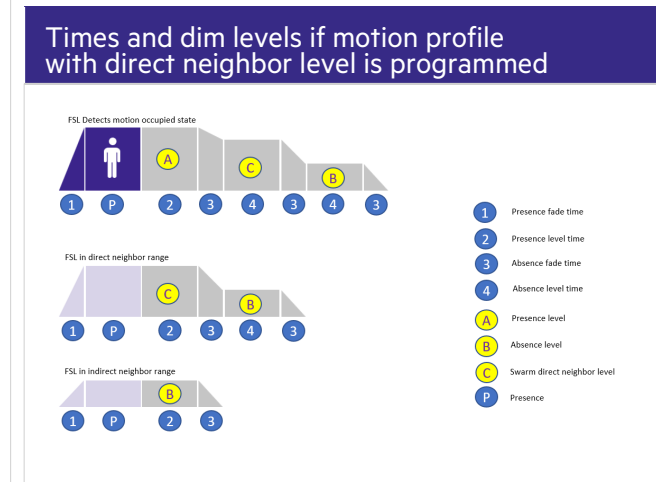 Times and dim levels if motion profile
with direct neighbor level is programmed
FSL Detects motion occupied state
A
C
B
1 P 2 3 4 3 4 3
FSL in direct neighbor range
C
B
1 P 2 3 4 3
FSL in indirect neighbor range
B
1 P 2 3
1 Presence fade time
2 Presence level time
3 Absence fade time
4 Absence level time
A Presence level
B Absence level
C Swarm direct neighbor level
P Presence